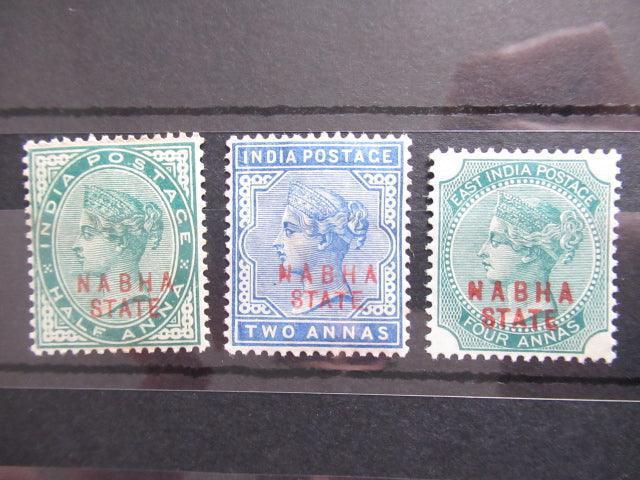 INDIA POSTAGE
HALF ANNA
NABHA
STATE
INDIA POSTAGE
NABHA
STATE
TWO ANNAS
EAST INDIA POSTAGE
NABHA
STATE
FOUR ANNAS